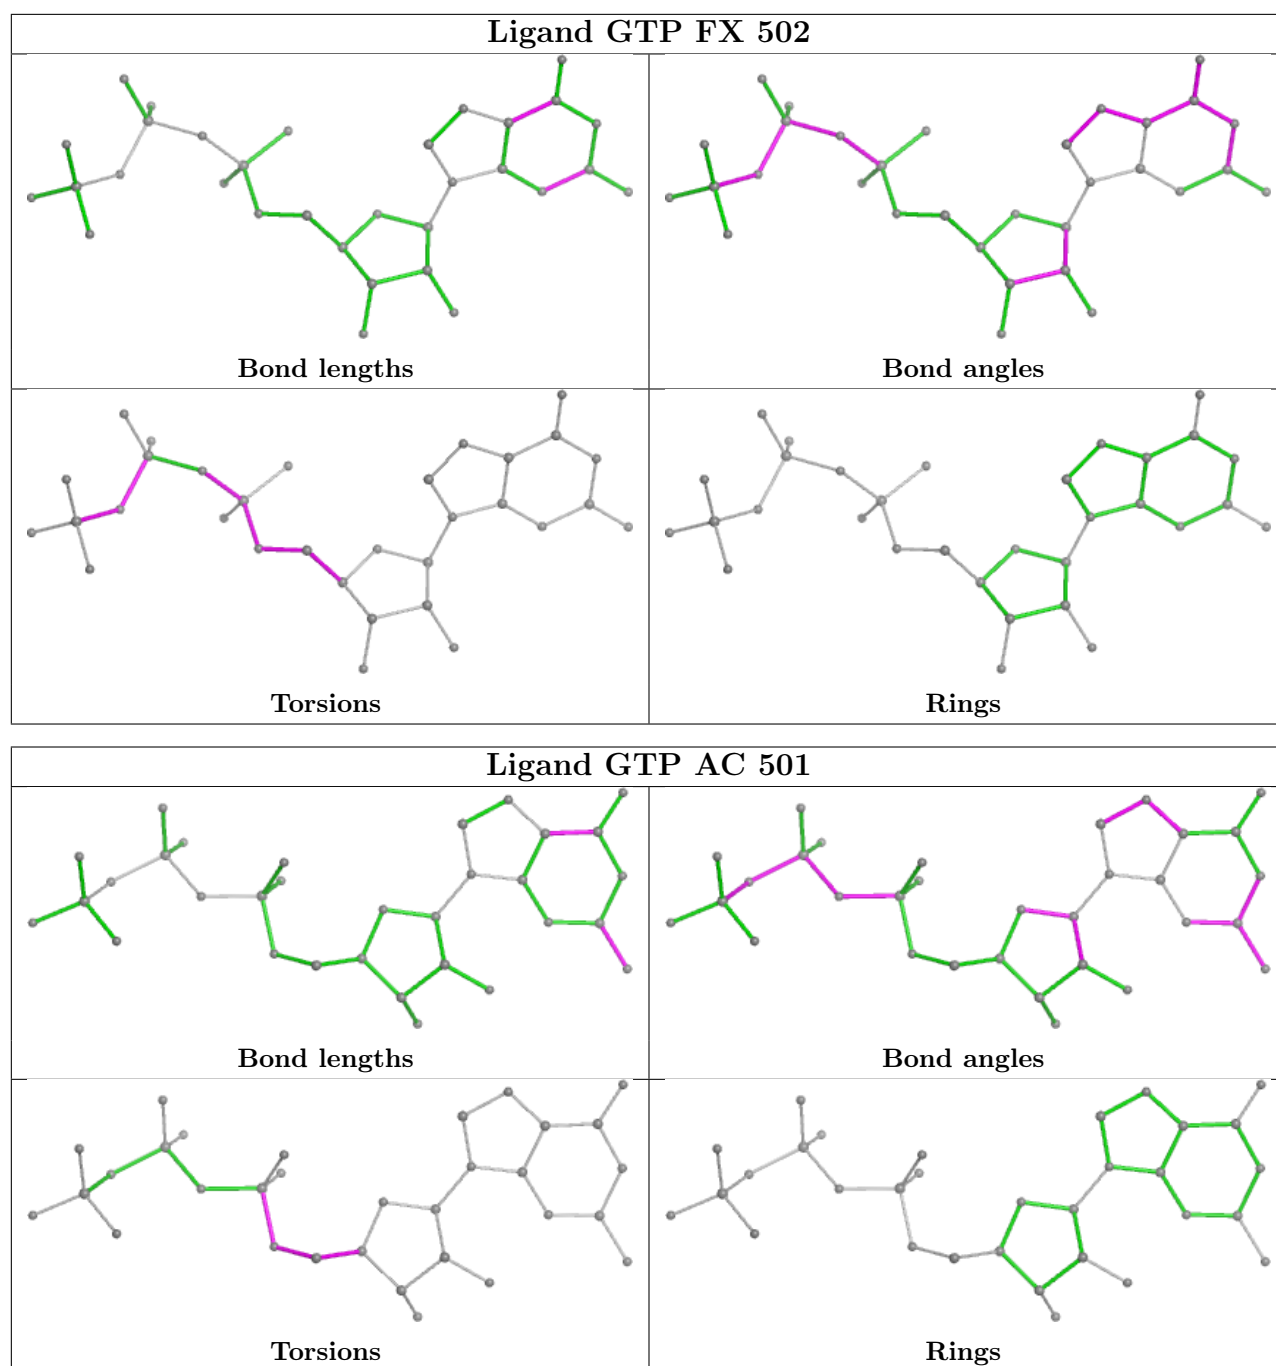 Ligand GTP FX 502
Bond lengths
Bond angles
Torsions
Rings
Ligand GTP AC 501
Bond lengths
Bond angles
Torsions
Rings